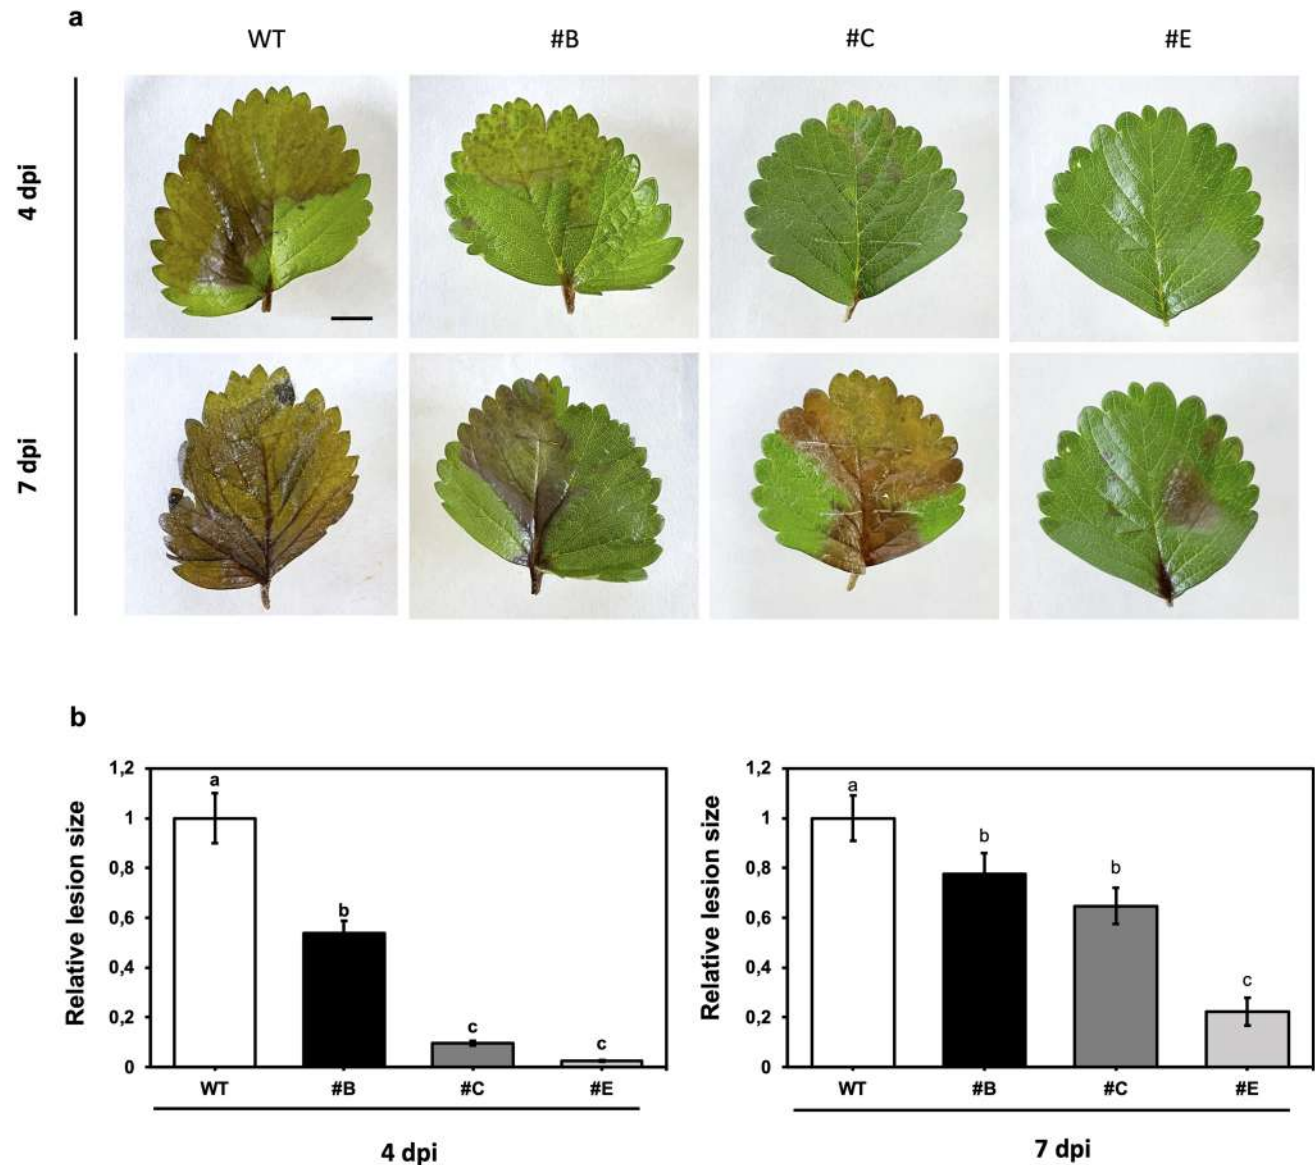 a
WT #B #C #E
4 dpi
7 dpi
b
Relative lesion size
1,2
1
0,8
0,6
0,4
0,2
0
a
b
c
c
WT #B #C #E
4 dpi
Relative lesion size
1,2
1
0,8
0,6
0,4
0,2
0
a
b
b
c
WT #B #C #E
7 dpi